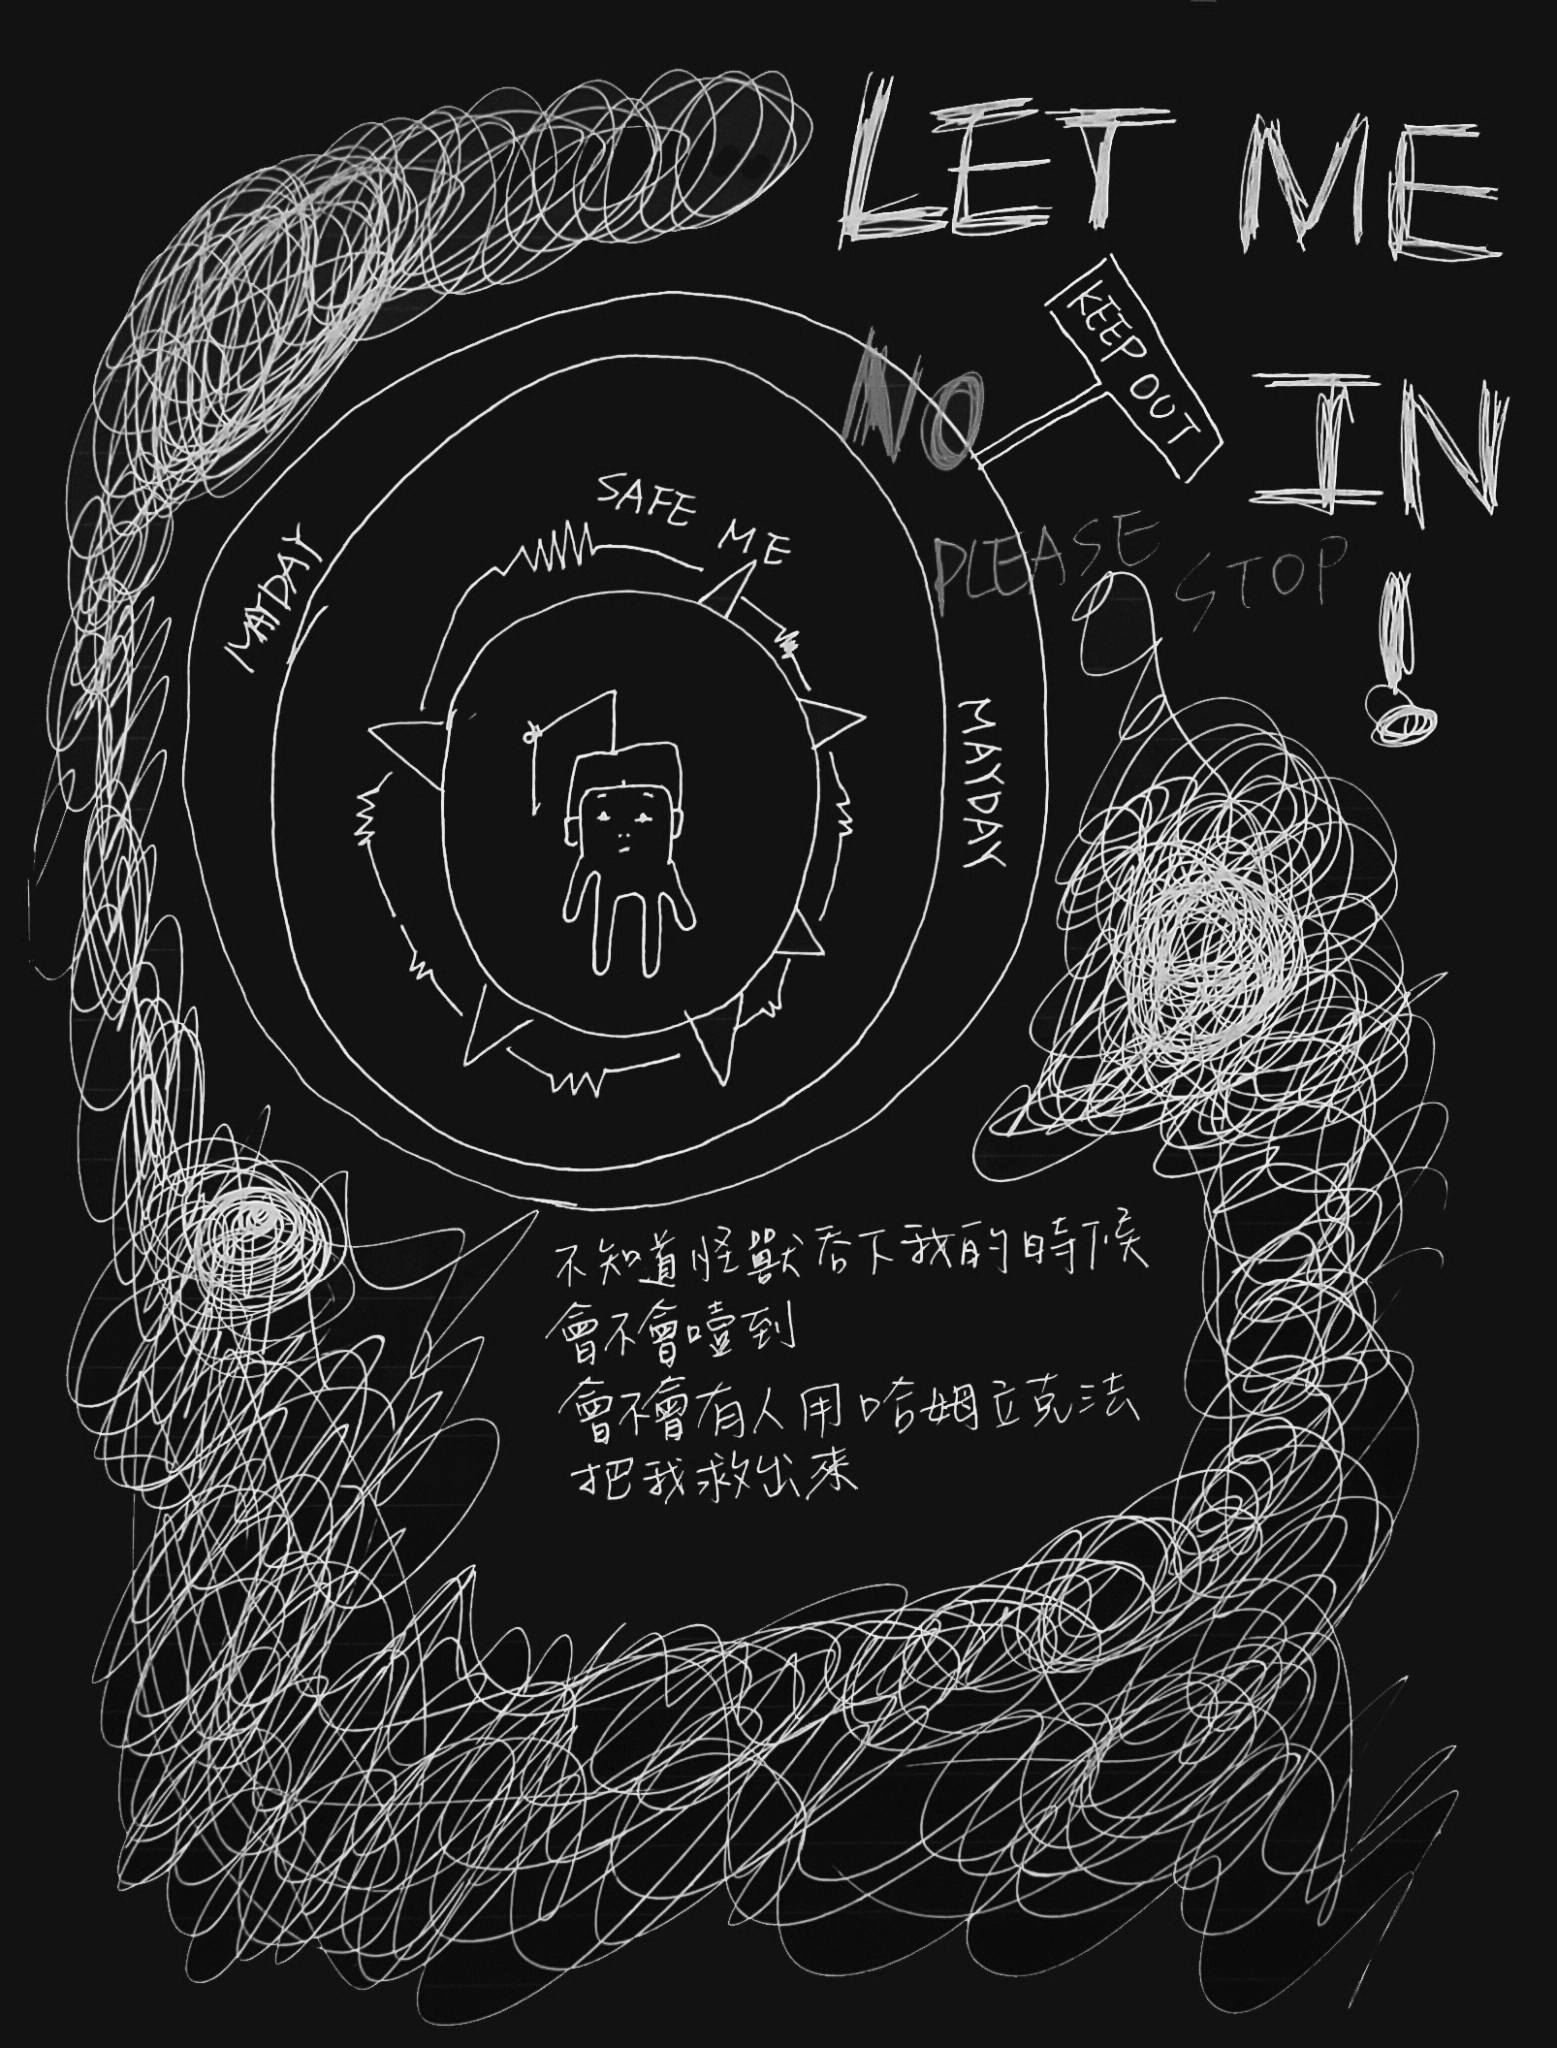 LET ME
IN!
KEEP OUT
NO
PLEASE STOP
SAFE ME
MAYDAY
MAYDAY
不知道怪獸吞下我的時候
會不會噎到
會不會有人用哈姆立克法
把我救出來